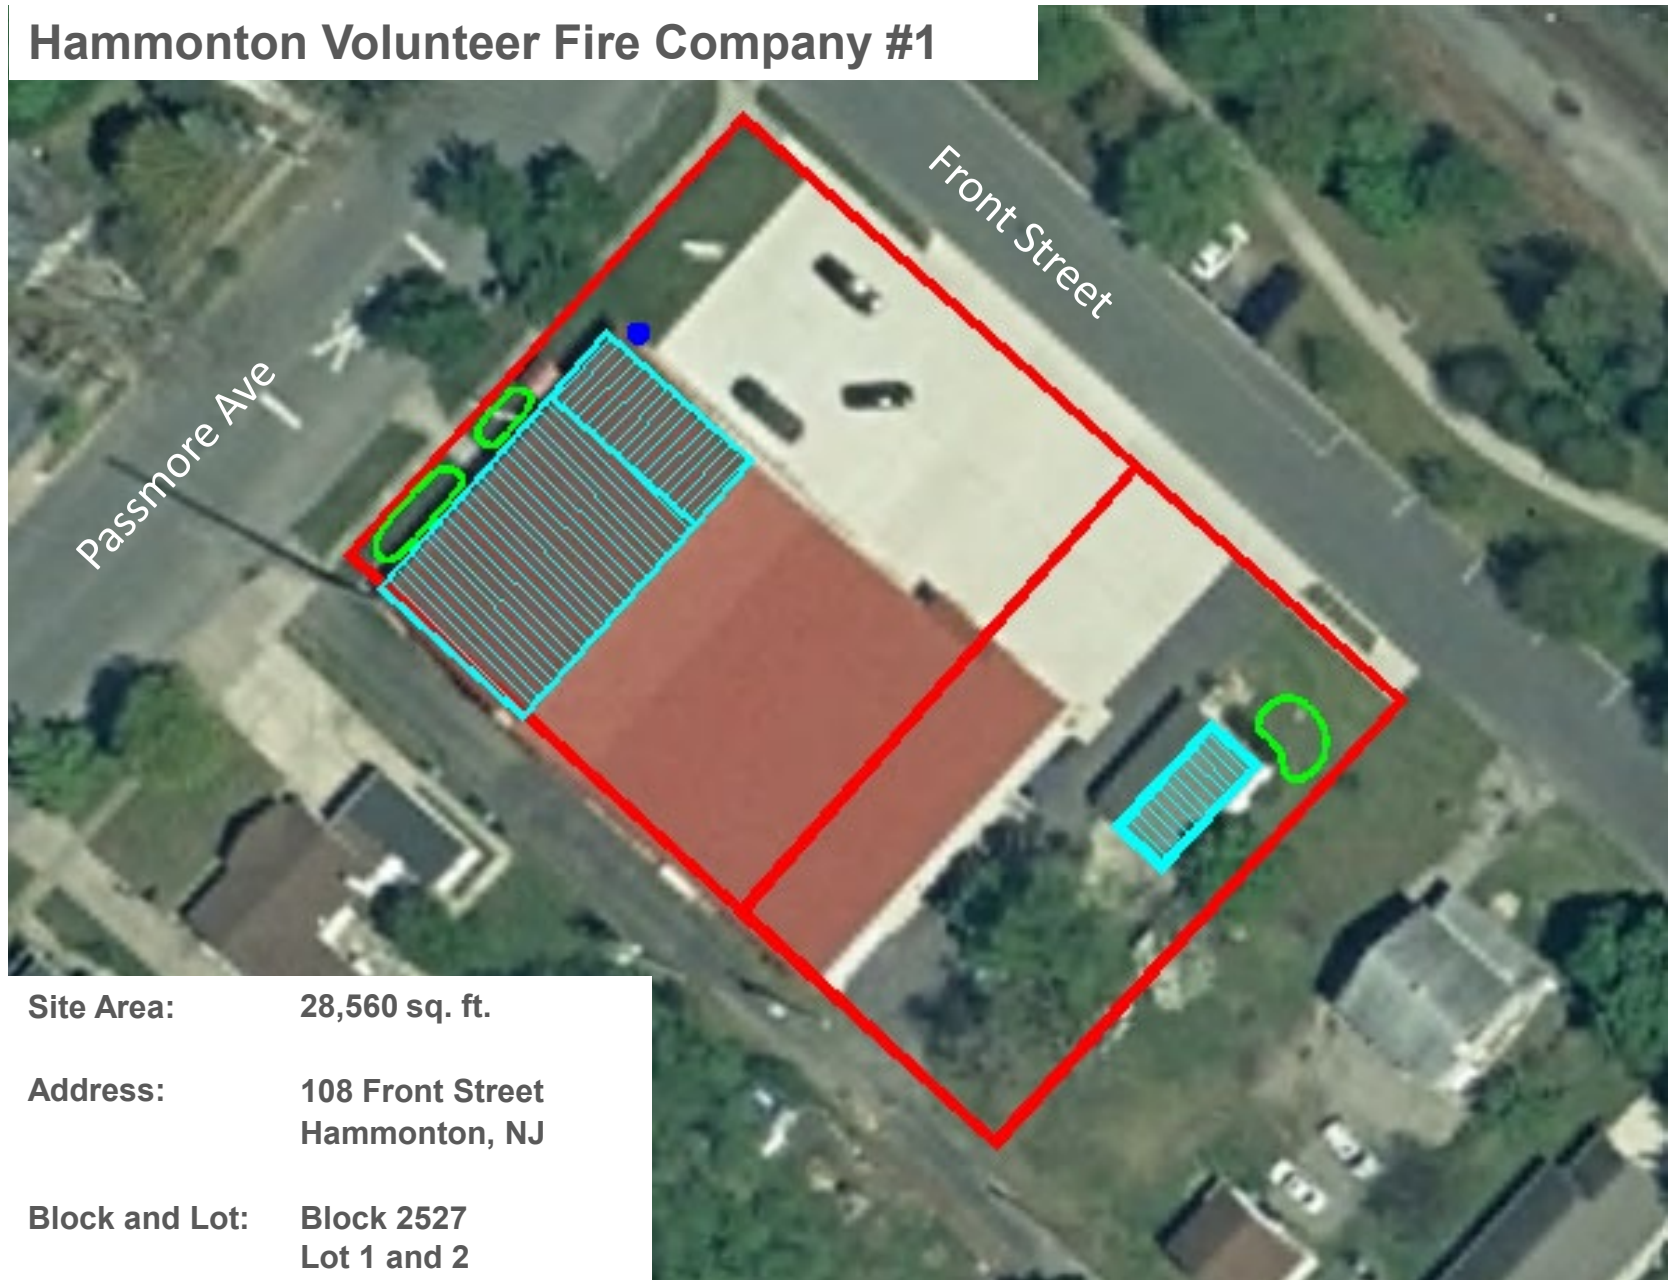 Hammonton Volunteer Fire Company #1
Front Street
Passmore Ave
Site Area: 28,560 sq. ft.
Address: 108 Front Street
Hammonton, NJ
Block and Lot: Block 2527
Lot 1 and 2